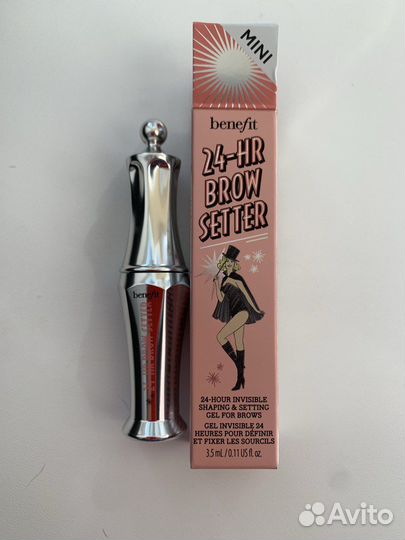 MINI
benefit
24-HR
BROW
SETTER
24-HOUR INVISIBLE
SHAPING & SETTING
GEL FOR BROWS
GEL INVISIBLE 24
HEURES POUR DÉFINIR
ET FIXER LES SOURCILS
3.5 mL / 0.11 US fl. oz.
benefit
Avito